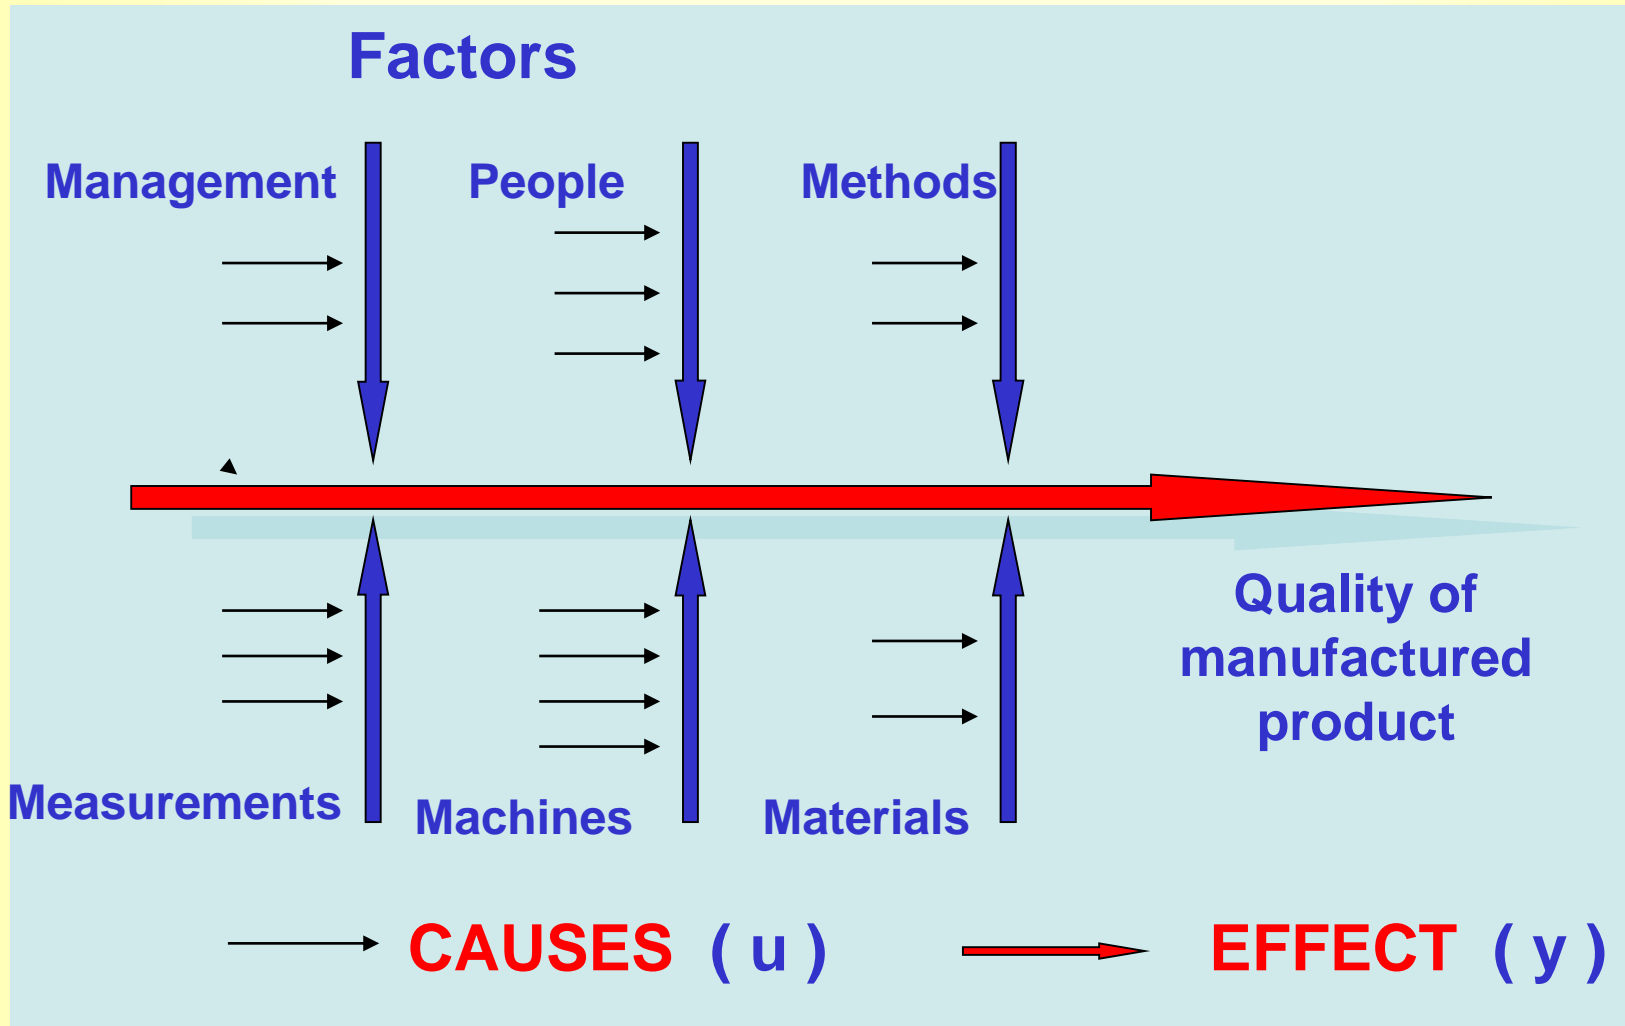 Factors
Management People Methods
Quality of
manufactured
product
Measurements Machines Materials
CAUSES ( u ) EFFECT ( y )